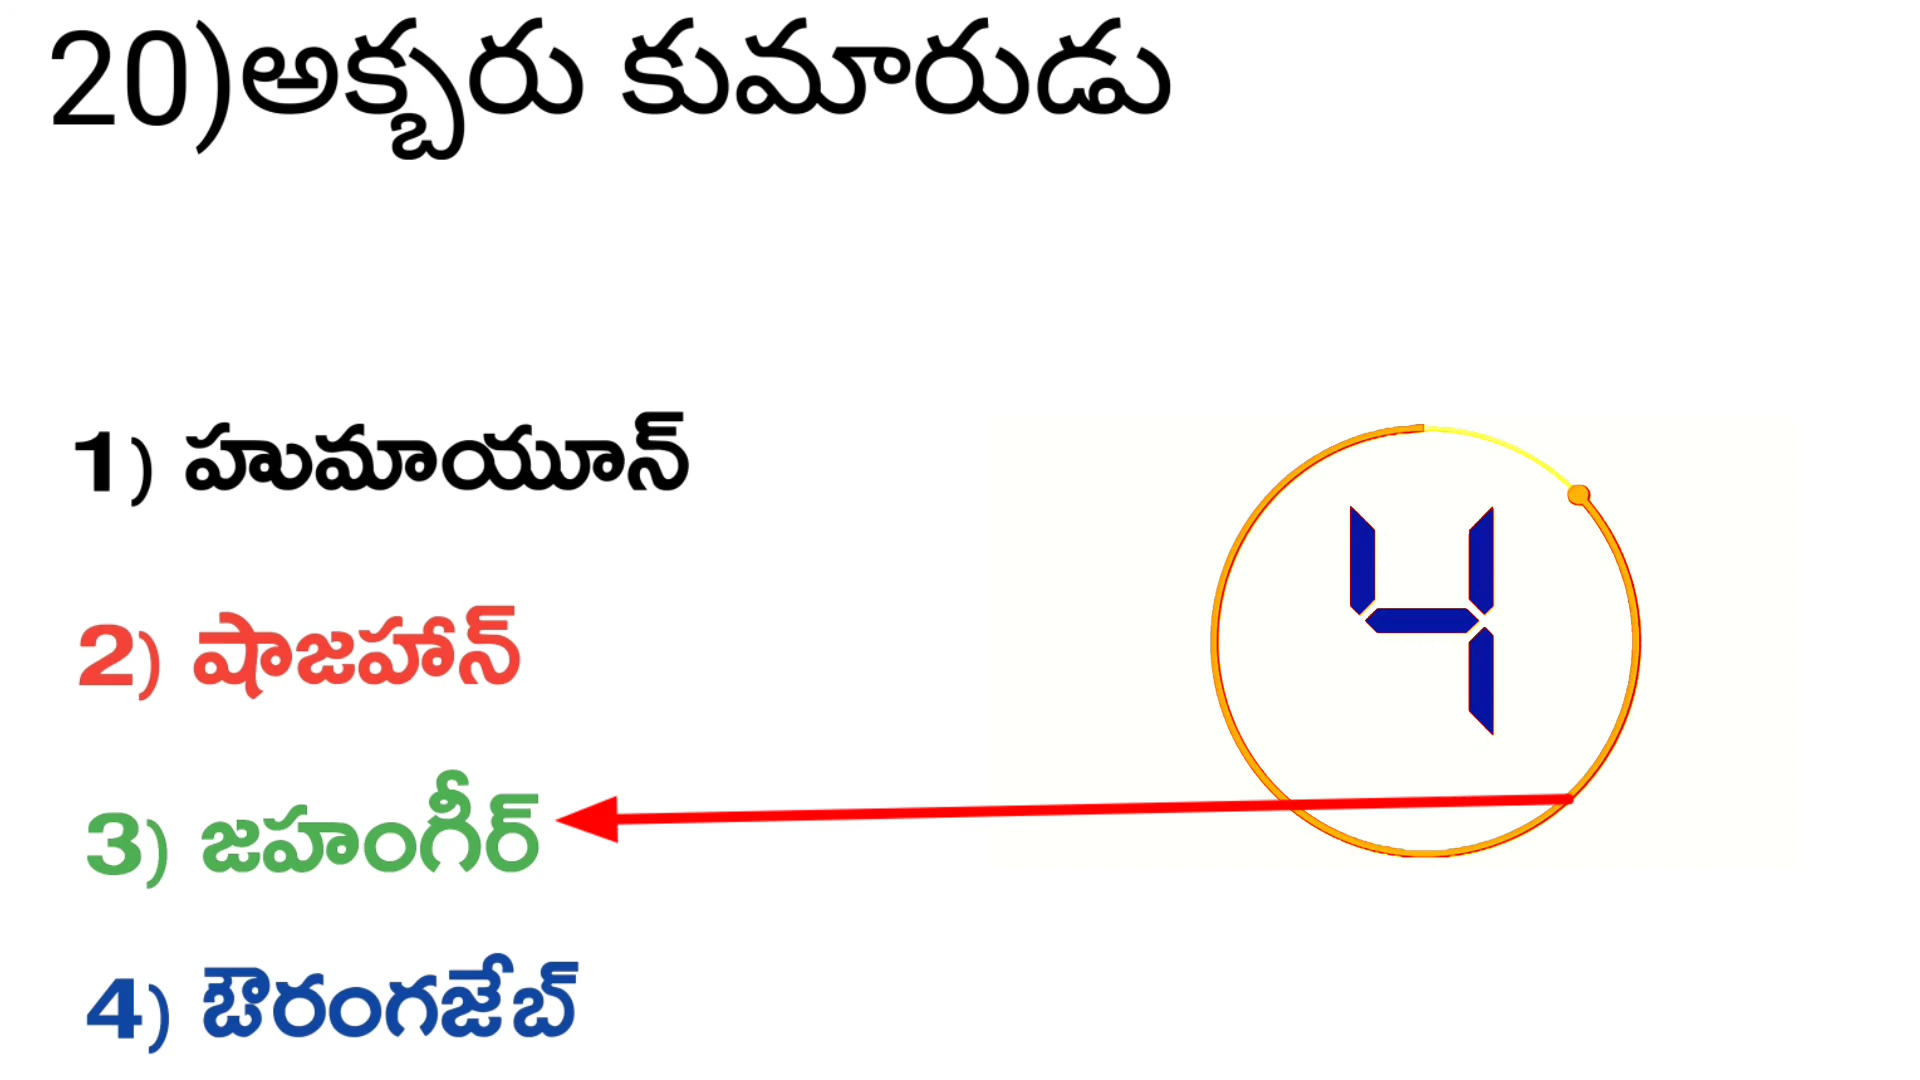 20)అక్బరు కుమారుడు
1) హుమాయూన్
4
2) షాజహాన్
3) జహంగీర్
4) ఔరంగజేబ్